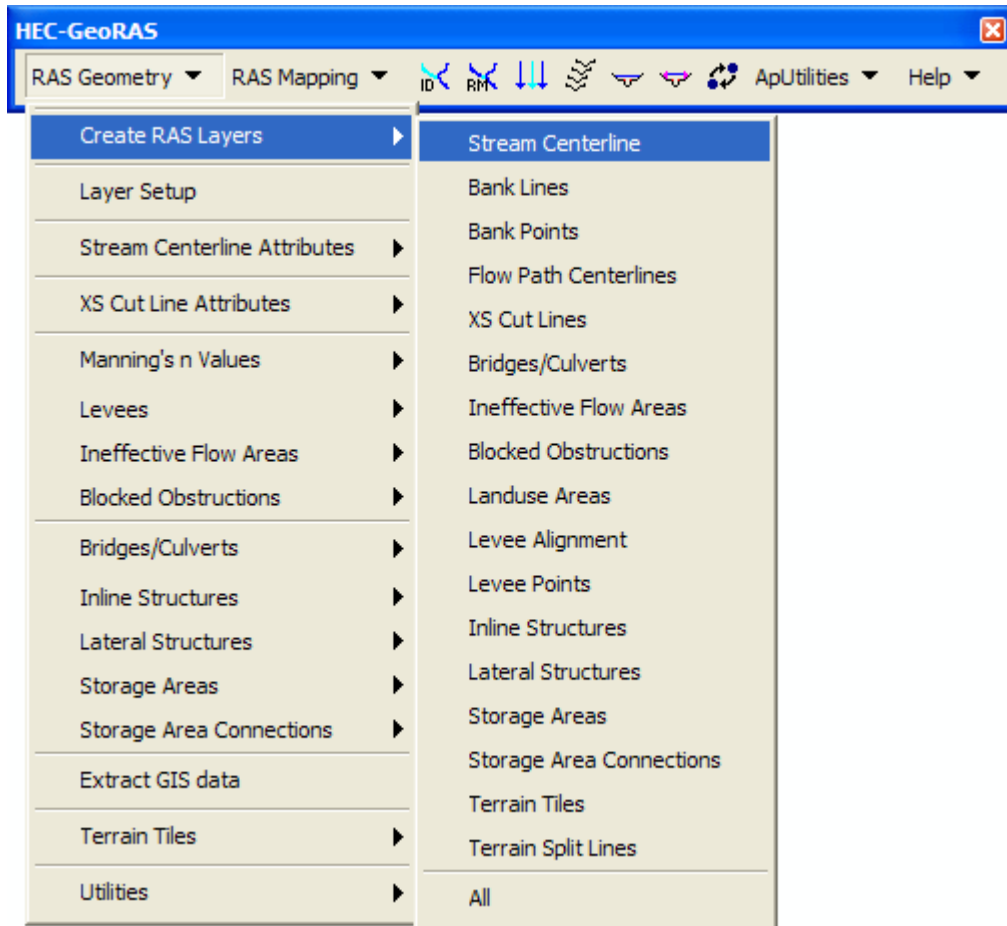 HEC-GeoRAS
RAS Geometry RAS Mapping ID RM ApUtilities Help
Create RAS Layers
Layer Setup
Stream Centerline Attributes
XS Cut Line Attributes
Manning's n Values
Levees
Ineffective Flow Areas
Blocked Obstructions
Bridges/Culverts
Inline Structures
Lateral Structures
Storage Areas
Storage Area Connections
Extract GIS data
Terrain Tiles
Utilities
Stream Centerline
Bank Lines
Bank Points
Flow Path Centerlines
XS Cut Lines
Bridges/Culverts
Ineffective Flow Areas
Blocked Obstructions
Landuse Areas
Levee Alignment
Levee Points
Inline Structures
Lateral Structures
Storage Areas
Storage Area Connections
Terrain Tiles
Terrain Split Lines
All